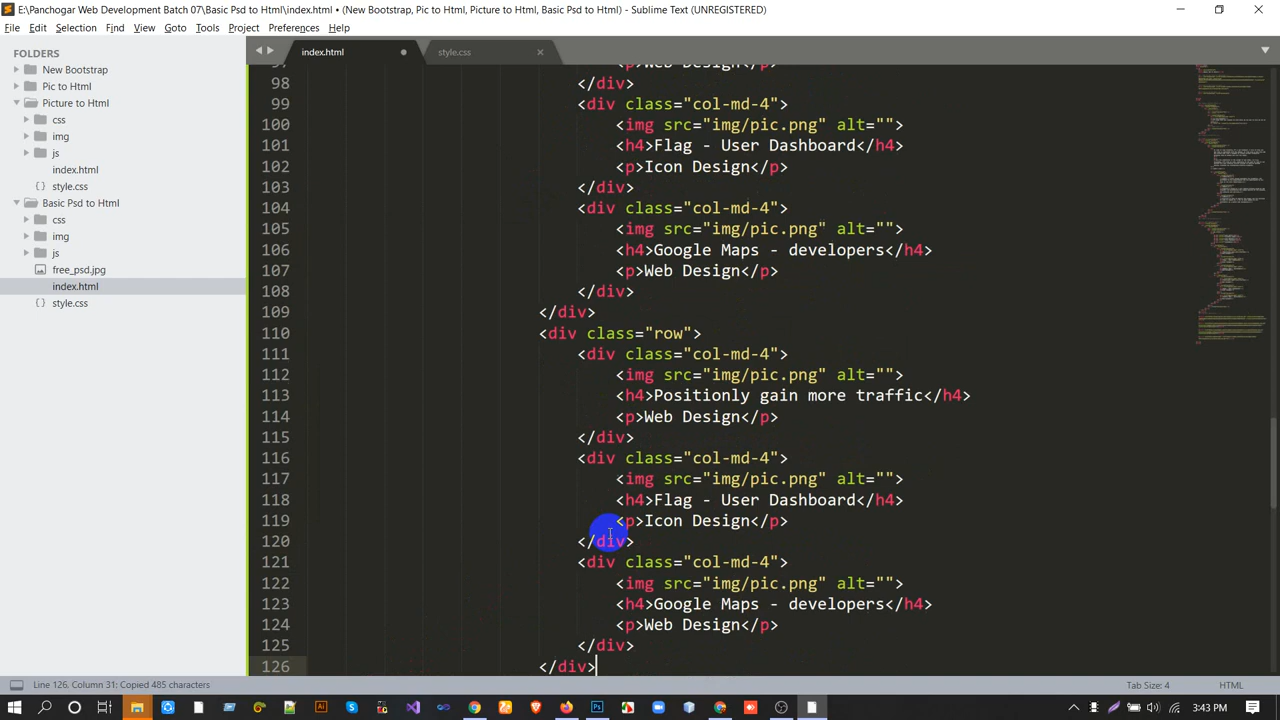 E:\Panchogar Web Development Batch 07\Basic Psd to Html\index.html • (New Bootstrap, Pic to Html, Picture to Html, Basic Psd to Html) - Sublime Text (UNREGISTERED)
File Edit Selection Find View Goto Tools Project Preferences Help
FOLDERS
New Bootstrap
Pic to Html
Picture to Html
css
img
js
index.html
style.css
Basic Psd to Html
css
img
js
free_psd.jpg
index.html
style.css
index.html style.css
97 <p>Web Design</p>
98 </div>
99 <div class="col-md-4">
100 <img src="img/pic.png" alt="">
101 <h4>Flag - User Dashboard</h4>
102 <p>Icon Design</p>
103 </div>
104 <div class="col-md-4">
105 <img src="img/pic.png" alt="">
106 <h4>Google Maps - developers</h4>
107 <p>Web Design</p>
108 </div>
109 </div>
110 <div class="row">
111 <div class="col-md-4">
112 <img src="img/pic.png" alt="">
113 <h4>Positionly gain more traffic</h4>
114 <p>Web Design</p>
115 </div>
116 <div class="col-md-4">
117 <img src="img/pic.png" alt="">
118 <h4>Flag - User Dashboard</h4>
119 <p>Icon Design</p>
120 </div>
121 <div class="col-md-4">
122 <img src="img/pic.png" alt="">
123 <h4>Google Maps - developers</h4>
124 <p>Web Design</p>
125 </div>
126 </div>
Line 126, Column 31; Copied 485 characters Tab Size: 4 HTML
3:43 PM